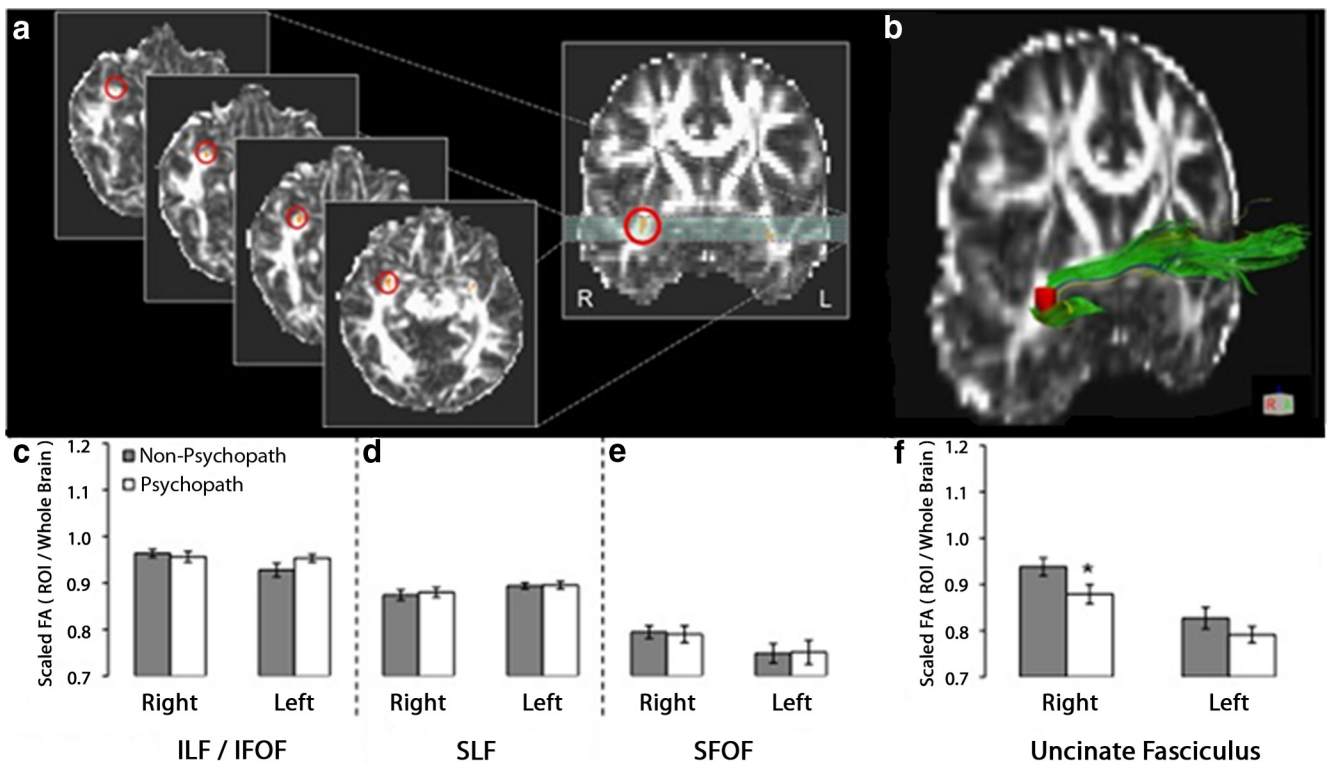 a
b
R
L
R
c
d
e
f
Scaled FA ( ROI / Whole Brain )
1.2
1.1
1.0
0.9
0.8
0.7
Non-Psychopath
Psychopath
Right
Left
ILF / IFOF
Right
Left
SLF
Right
Left
SFOF
Scaled FA ( ROI / Whole Brain )
1.2
1.1
1.0
0.9
0.8
0.7
*
Right
Left
Uncinate Fasciculus